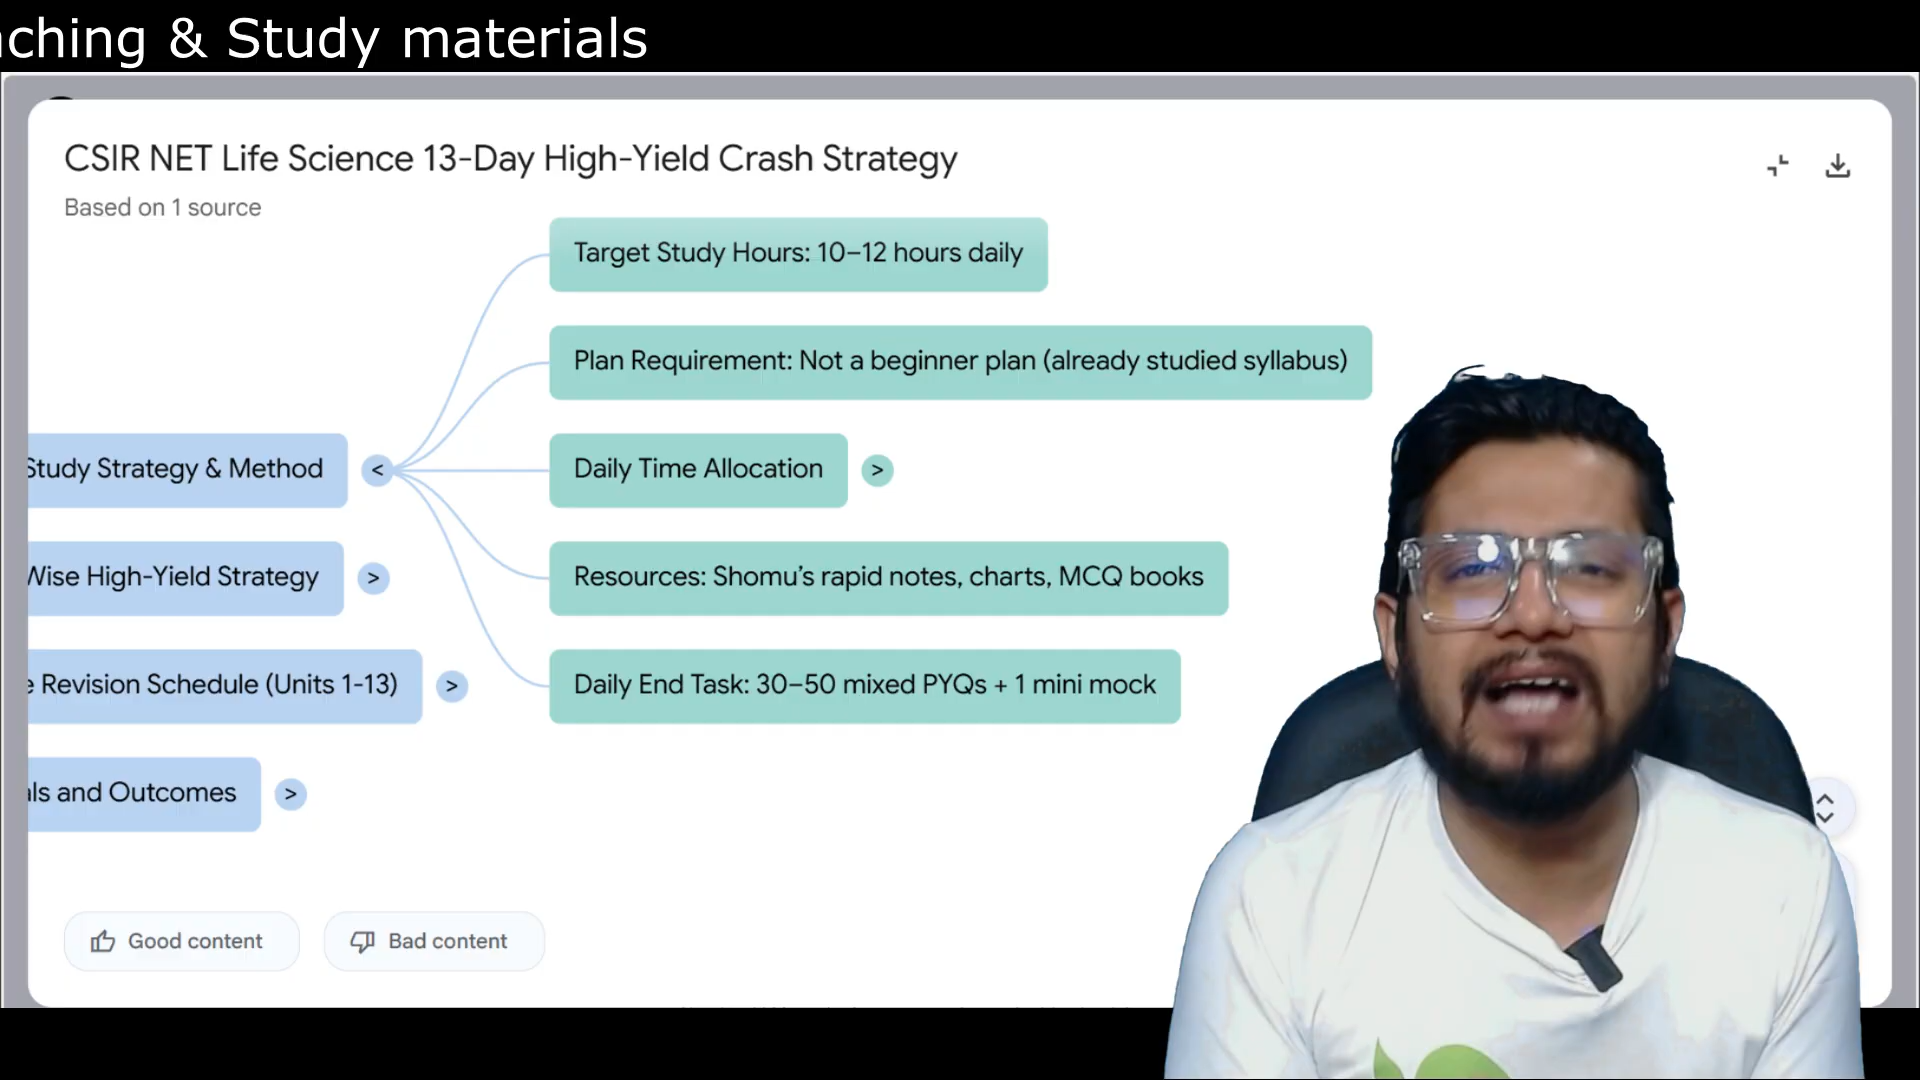 ching & Study materials
CSIR NET Life Science 13-Day High-Yield Crash Strategy
Based on 1 source
Target Study Hours: 10–12 hours daily
Plan Requirement: Not a beginner plan (already studied syllabus)
Study Strategy & Method <
Daily Time Allocation >
Wise High-Yield Strategy >
Resources: Shomu's rapid notes, charts, MCQ books
e Revision Schedule (Units 1-13) >
Daily End Task: 30–50 mixed PYQs + 1 mini mock
als and Outcomes >
Good content
Bad content